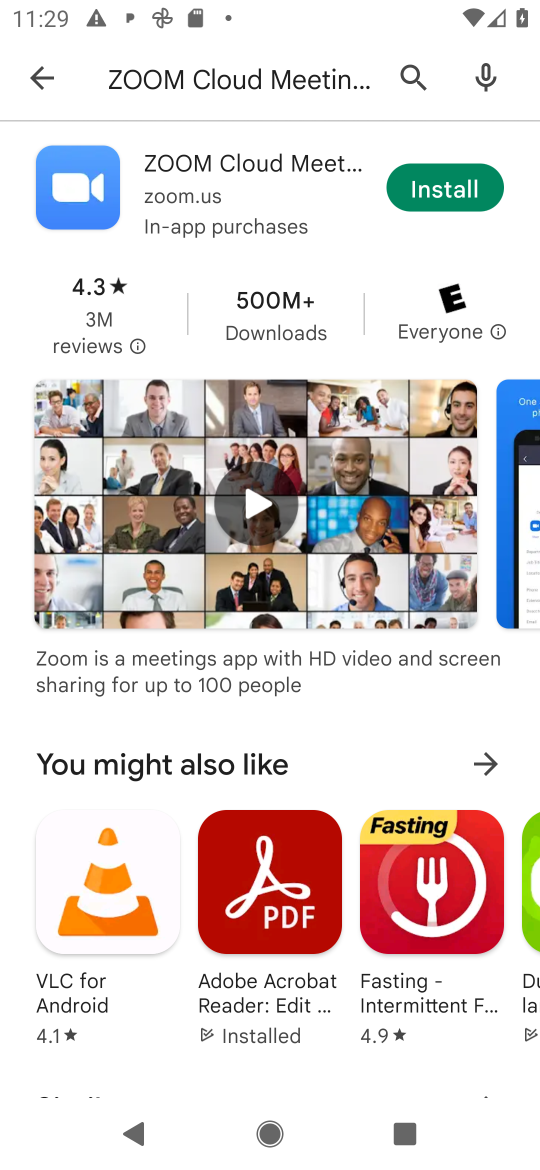 11:29
ZOOM Cloud Meetin...
ZOOM Cloud Meet...
zoom.us
In-app purchases
Install
4.3★
3M
reviews
500M+
Downloads
E
Everyone
One
Zoom is a meetings app with HD video and screen
sharing for up to 100 people
You might also like
Fasting
PDF
VLC for
Android
4.1★
Adobe Acrobat
Reader: Edit ...
Installed
Fasting -
Intermittent F...
4.9★